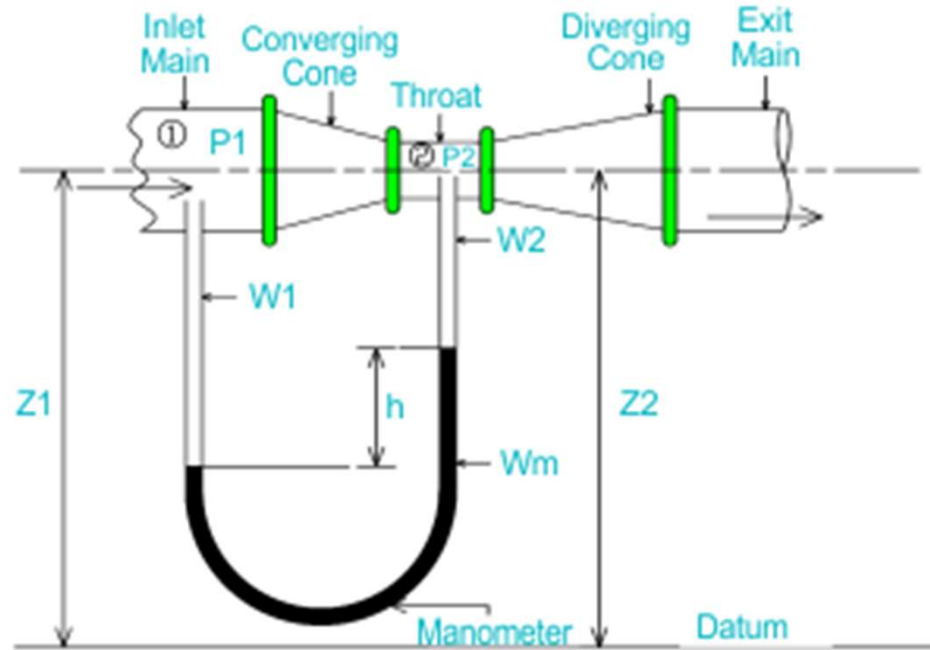 Inlet
Main
Converging
Cone
Throat
Diverging
Cone
Exit
Main
① P1
② P2
W1
W2
h
Z1
Z2
Wm
Manometer
Datum